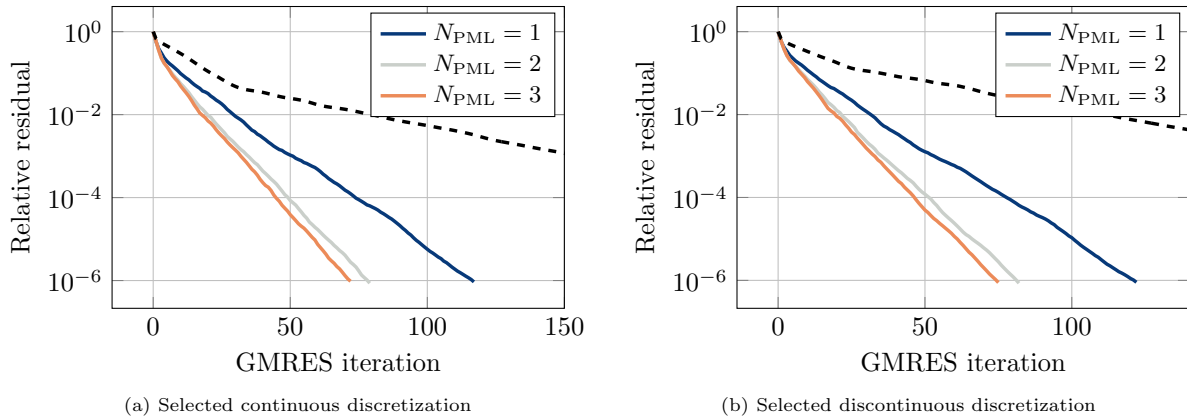 10^0
10^-2
10^-4
10^-6
Relative residual
0
50
100
150
GMRES iteration
N_PML = 1
N_PML = 2
N_PML = 3
(a) Selected continuous discretization
10^0
10^-2
10^-4
10^-6
Relative residual
0
50
100
GMRES iteration
N_PML = 1
N_PML = 2
N_PML = 3
(b) Selected discontinuous discretization